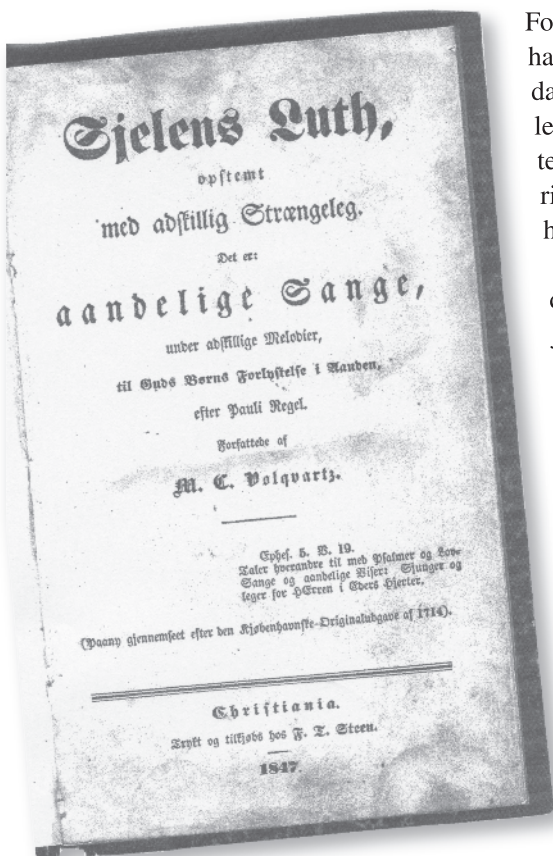 Sjelens Luth,
opstemt
med adskillig Strængeleg.
Det er:
aandelige Sange,
under adskillige Melodier,
til Guds Børns Forlystelse i Aanden,
efter Pauli Regel.
Forfattede af
M. C. Volqvartz.
Ephes. 5. V. 19.
Taler hverandre til med Psalmer og Lov-
Sange og aandelige Viser: Sjunger og
leger for HErren i Eders Hjerter.
(Paany gjennemseet efter den Kjøbenhavnske Originaludgave af 1714).
Christiania.
Trykt og tilkjøbs hos F. T. Steen.
1847.
Fo
ha
da
le
te
ri
h